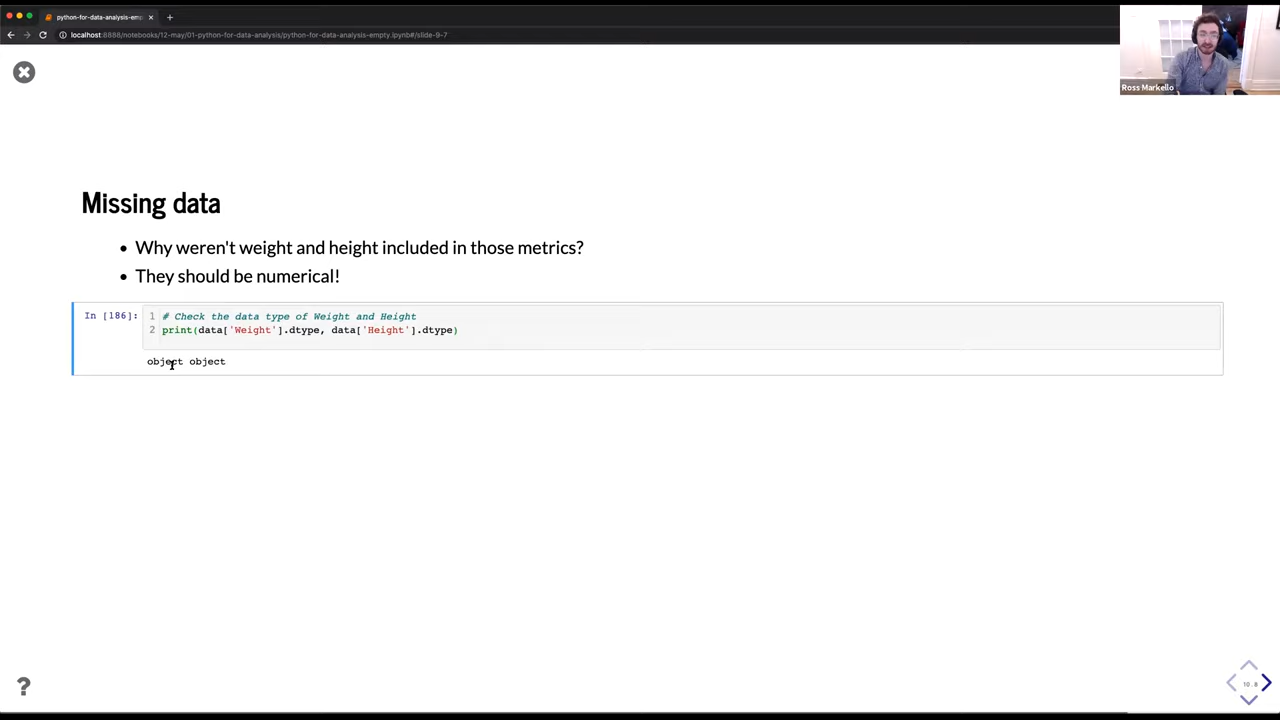 python-for-data-analysis-emp
localhost:8888/notebooks/12-may/01-python-for-data-analysis/python-for-data-analysis-empty.ipynb#/slide-9-7
Ross Markello
Missing data
• Why weren't weight and height included in those metrics?
• They should be numerical!
In [186]:
1 # Check the data type of Weight and Height
2 print(data['Weight'].dtype, data['Height'].dtype)
object object
?
10.8